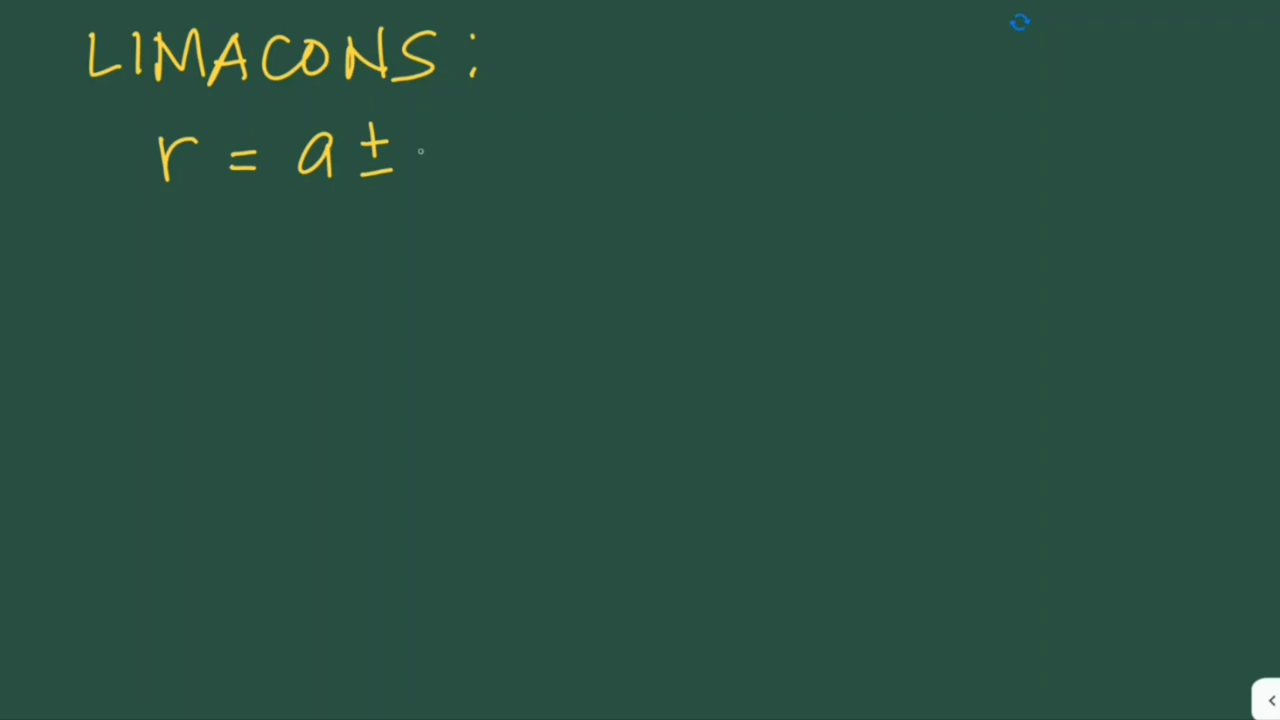 LIMACONS :
r = a ±